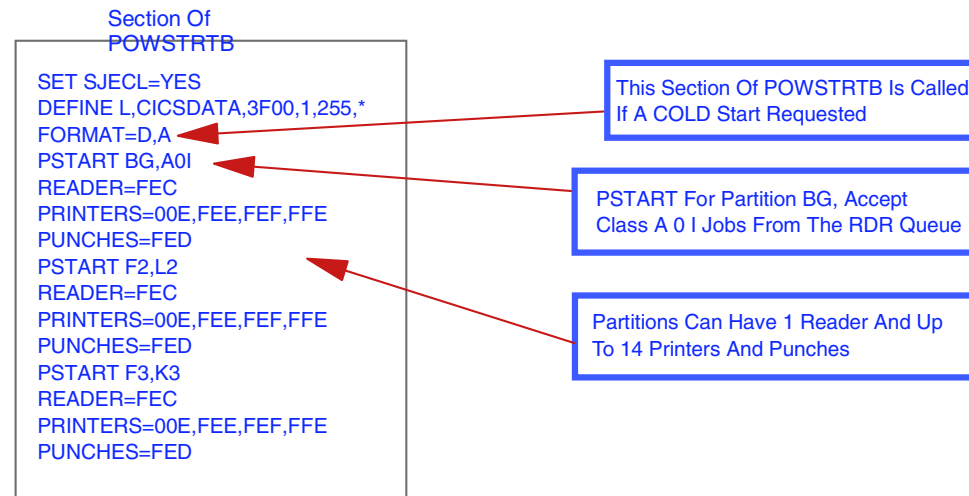 Section Of
POWSTRTB
SET SJECL=YES
DEFINE L,CICSDATA,3F00,1,255,*
FORMAT=D,A
PSTART BG,A0I
READER=FEC
PRINTERS=00E,FEE,FEF,FFE
PUNCHES=FED
PSTART F2,L2
READER=FEC
PRINTERS=00E,FEE,FEF,FFE
PUNCHES=FED
PSTART F3,K3
READER=FEC
PRINTERS=00E,FEE,FEF,FFE
PUNCHES=FED
This Section Of POWSTRTB Is Called
If A COLD Start Requested
PSTART For Partition BG, Accept
Class A 0 I Jobs From The RDR Queue
Partitions Can Have 1 Reader And Up
To 14 Printers And Punches